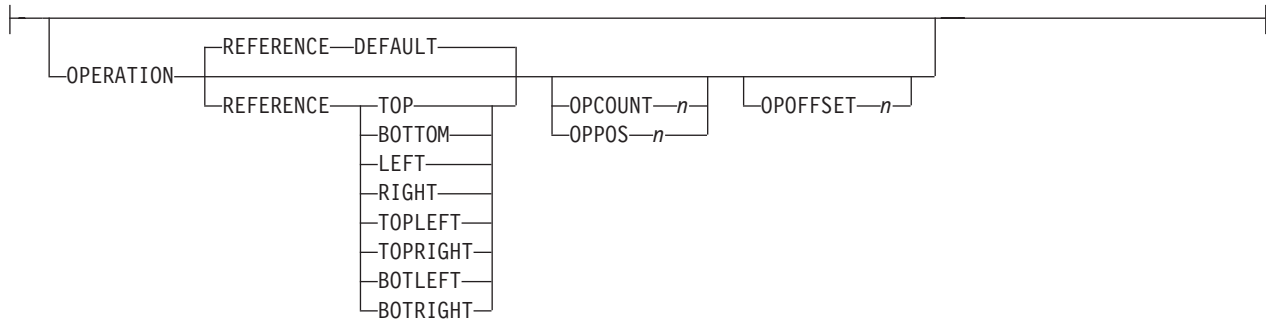 REFERENCE DEFAULT
OPERATION
REFERENCE TOP OPCOUNT n OPOFFSET n
BOTTOM OPPOS n
LEFT
RIGHT
TOPLEFT
TOPRIGHT
BOTLEFT
BOTRIGHT